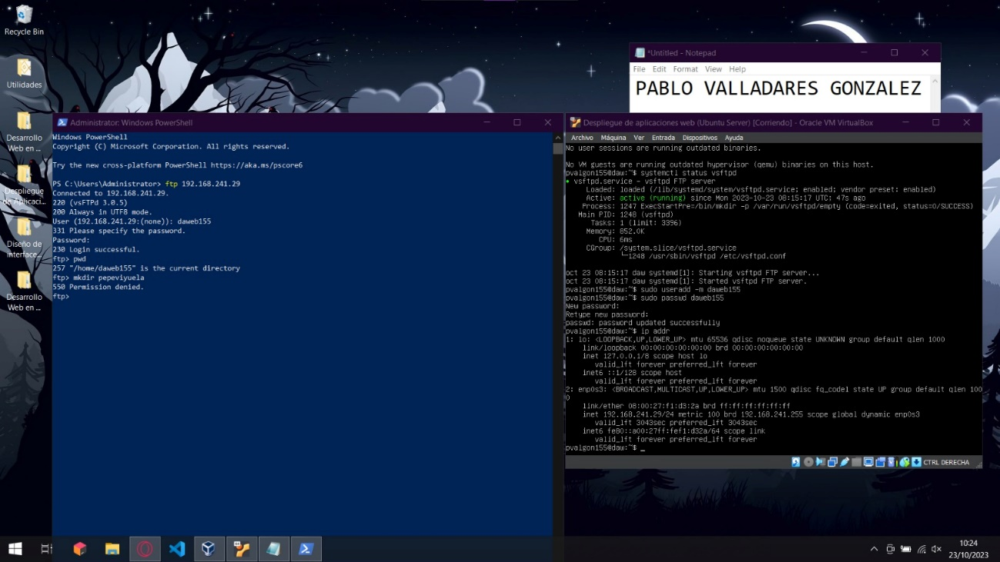 Recycle Bin
Utilidades
Desarrollo
Web en ...
Despliegue
de Aplicaci...
Diseño de
interface...
Desarrollo
Web en ...
*Untitled - Notepad
File Edit Format View Help
PABLO VALLADARES GONZALEZ
Administrator: Windows PowerShell
Windows PowerShell
Copyright (C) Microsoft Corporation. All rights reserved.
Try the new cross-platform PowerShell https://aka.ms/pscore6
PS C:\Users\Administrator> ftp 192.168.241.29
Connected to 192.168.241.29.
220 (vsFTPd 3.0.5)
200 Always in UTF8 mode.
User (192.168.241.29:(none)): daweb155
331 Please specify the password.
Password:
230 Login successful.
ftp> pwd
257 "/home/daweb155" is the current directory
ftp> mkdir pepeviyuela
550 Permission denied.
ftp>
Despliegue de aplicaciones web (Ubuntu Server) [Corriendo] - Oracle VM VirtualBox
Archivo Máquina Ver Entrada Dispositivos Ayuda
No user sessions are running outdated binaries.
No VM guests are running outdated hypervisor (qemu) binaries on this host.
pvalgon155@daw:~$ systemctl status vsftpd
● vsftpd.service - vsftpd FTP server
Loaded: loaded (/lib/systemd/system/vsftpd.service; enabled; vendor preset: enabled)
Active: active (running) since Mon 2023-10-23 08:15:17 UTC; 47s ago
Process: 1247 ExecStartPre=/bin/mkdir -p /var/run/vsftpd/empty (code=exited, status=0/SUCCESS)
Main PID: 1248 (vsftpd)
Tasks: 1 (limit: 3396)
Memory: 852.0K
CPU: 6ms
CGroup: /system.slice/vsftpd.service
└─1248 /usr/sbin/vsftpd /etc/vsftpd.conf
oct 23 08:15:17 daw systemd[1]: Starting vsftpd FTP server...
oct 23 08:15:17 daw systemd[1]: Started vsftpd FTP server.
pvalgon155@daw:~$ sudo useradd -m daweb155
pvalgon155@daw:~$ sudo passwd daweb155
New password:
Retype new password:
passwd: password updated successfully
pvalgon155@daw:~$ ip addr
1: lo: <LOOPBACK,UP,LOWER_UP> mtu 65536 qdisc noqueue state UNKNOWN group default qlen 1000
link/loopback 00:00:00:00:00:00 brd 00:00:00:00:00:00
inet 127.0.0.1/8 scope host lo
valid_lft forever preferred_lft forever
inet6 ::1/128 scope host
valid_lft forever preferred_lft forever
2: enp0s3: <BROADCAST,MULTICAST,UP,LOWER_UP> mtu 1500 qdisc fq_codel state UP group default qlen 100
0
link/ether 08:00:27:f1:d3:2a brd ff:ff:ff:ff:ff:ff
inet 192.168.241.29/24 metric 100 brd 192.168.241.255 scope global dynamic enp0s3
valid_lft 3043sec preferred_lft 3043sec
inet6 fe80::a00:27ff:fef1:d32a/64 scope link
valid_lft forever preferred_lft forever
pvalgon155@daw:~$ _
CTRL DERECHA
10:24
23/10/2023